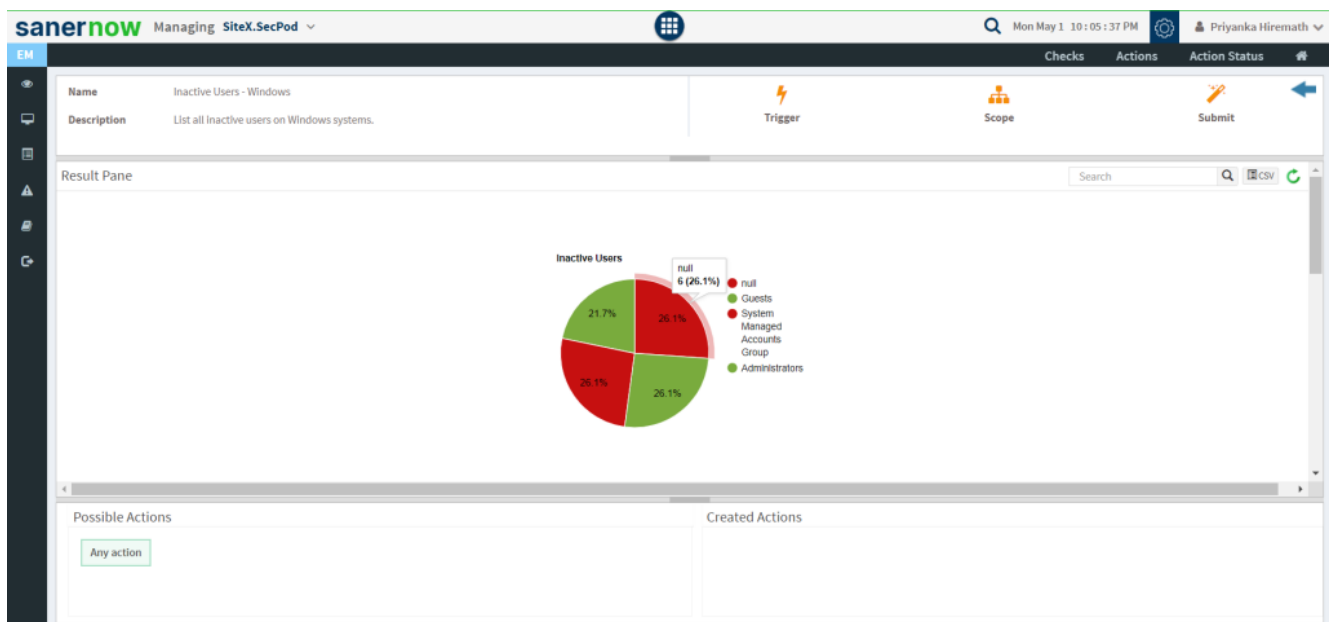 sanernow Managing SiteX.SecPod Mon May 1 10:05:37 PM Priyanka Hiremath
EM Checks Actions Action Status
Name Inactive Users - Windows
Description List all inactive users on Windows systems.
Trigger Scope Submit
Result Pane Search CSV
Inactive Users
null
6 (26.1%)
null
Guests
System
Managed
Accounts
Group
Administrators
21.7% 26.1%
26.1% 26.1%
Possible Actions Created Actions
Any action